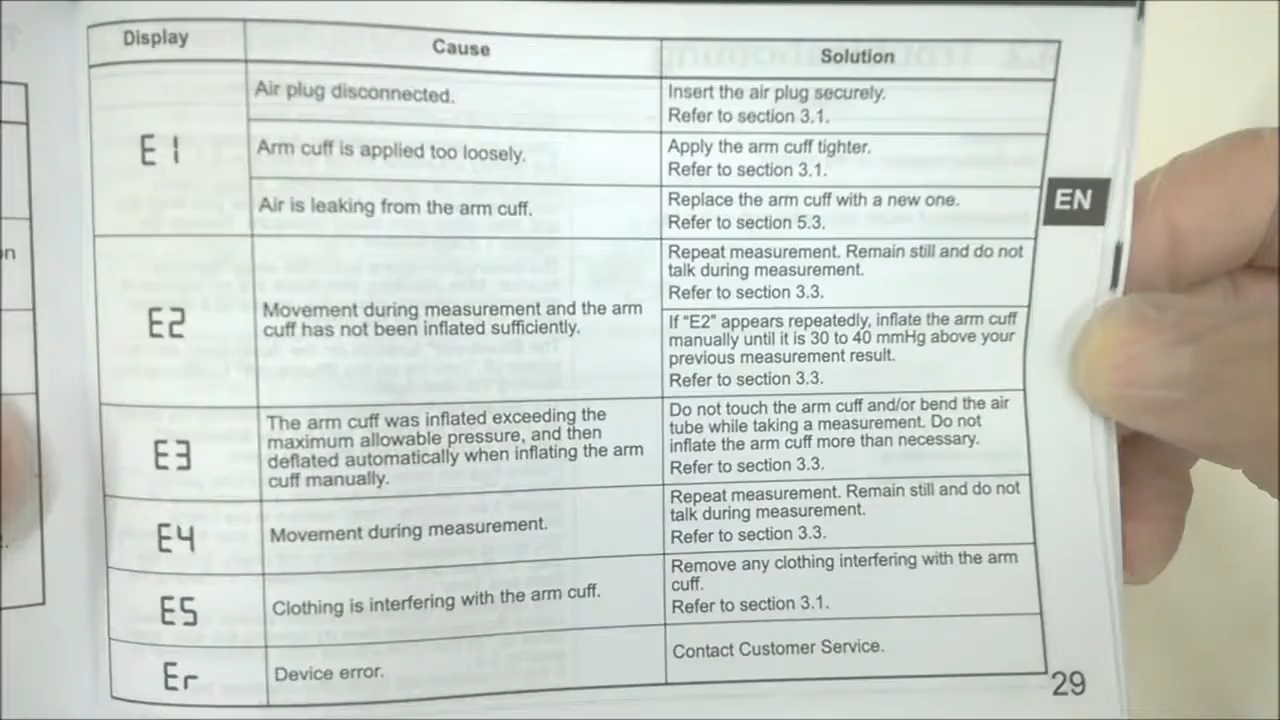 Display Cause Solution
E1
Air plug disconnected.
Insert the air plug securely.
Refer to section 3.1.
Arm cuff is applied too loosely.
Apply the arm cuff tighter.
Refer to section 3.1.
Air is leaking from the arm cuff.
Replace the arm cuff with a new one.
Refer to section 5.3.
E2
Movement during measurement and the arm
cuff has not been inflated sufficiently.
Repeat measurement. Remain still and do not
talk during measurement.
Refer to section 3.3.
If "E2" appears repeatedly, inflate the arm cuff
manually until it is 30 to 40 mmHg above your
previous measurement result.
Refer to section 3.3.
E3
The arm cuff was inflated exceeding the
maximum allowable pressure, and then
deflated automatically when inflating the arm
cuff manually.
Do not touch the arm cuff and/or bend the air
tube while taking a measurement. Do not
inflate the arm cuff more than necessary.
Refer to section 3.3.
E4
Movement during measurement.
Repeat measurement. Remain still and do not
talk during measurement.
Refer to section 3.3.
E5
Clothing is interfering with the arm cuff.
Remove any clothing interfering with the arm
cuff.
Refer to section 3.1.
Er
Device error.
Contact Customer Service.
EN
29